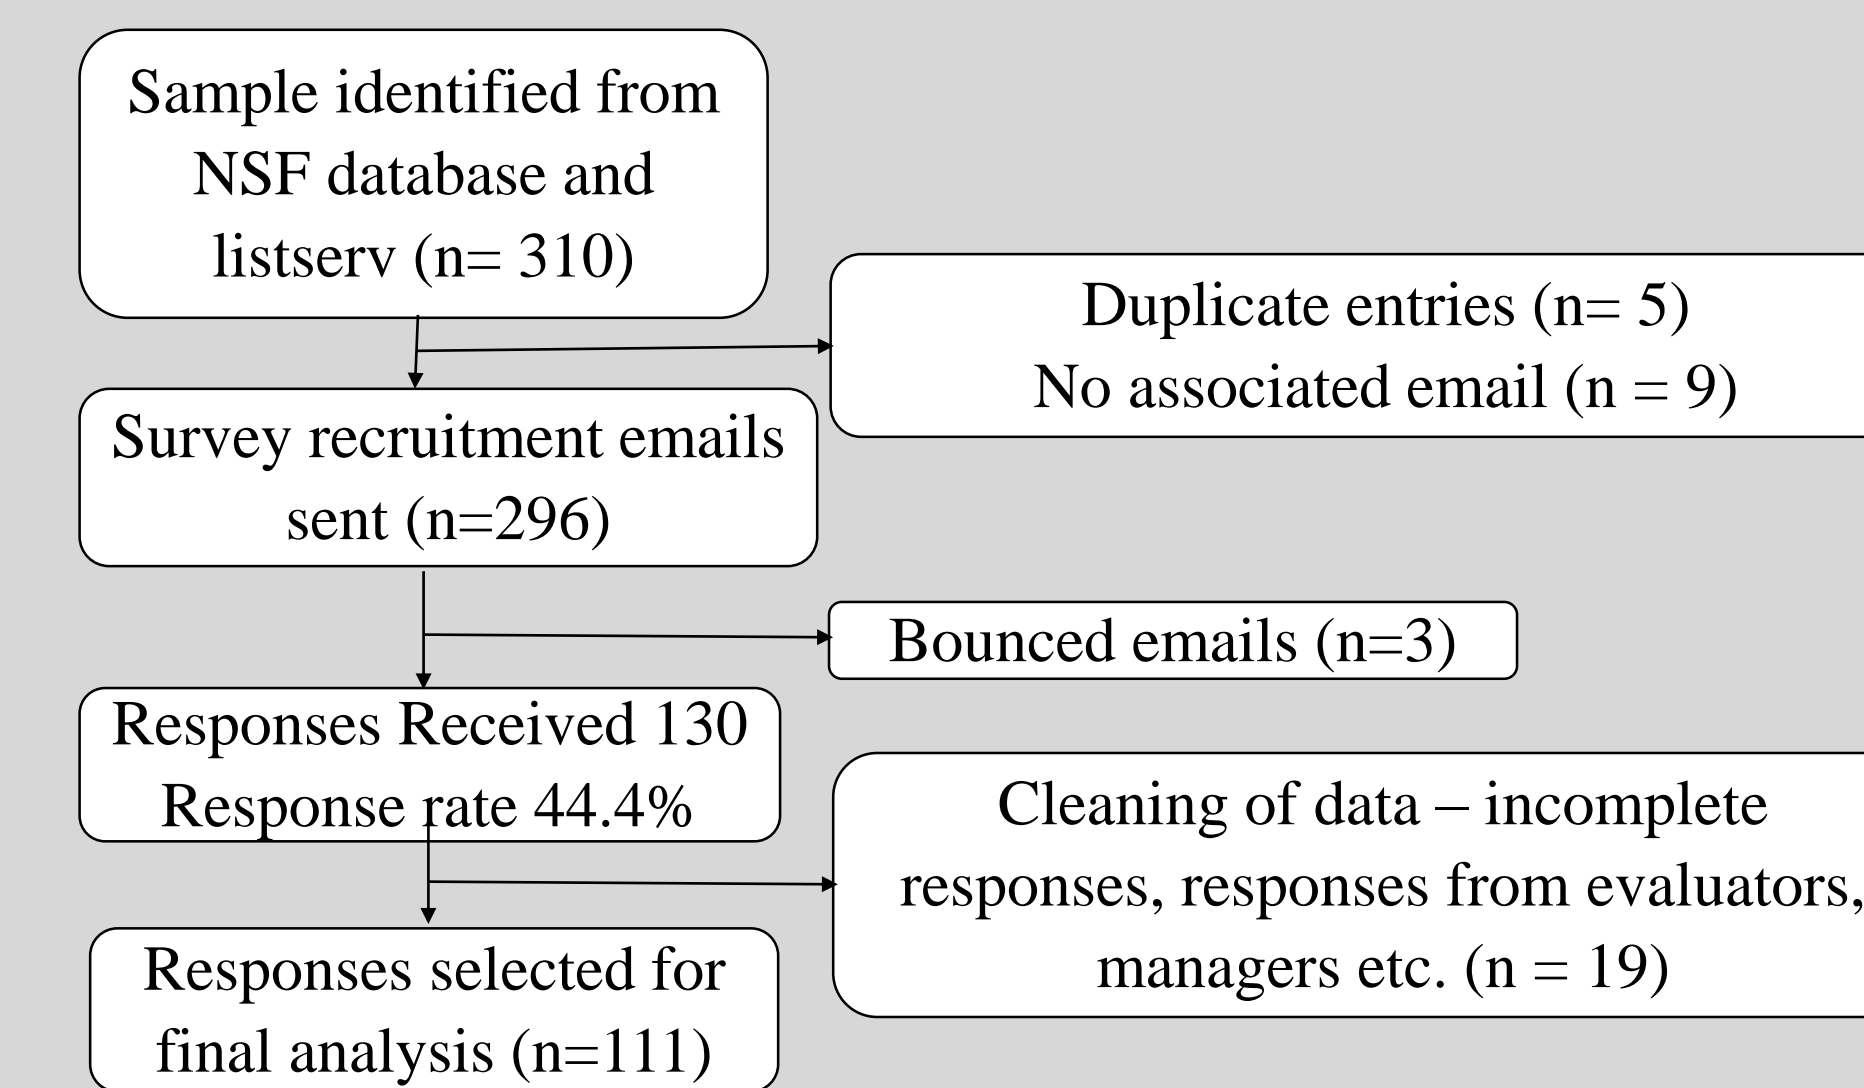 Sample identified from
NSF database and
listserv (n= 310)
Duplicate entries (n= 5)
No associated email (n = 9)
Survey recruitment emails
sent (n=296)
Bounced emails (n=3)
Responses Received 130
Response rate 44.4%
Cleaning of data – incomplete
responses, responses from evaluators,
managers etc. (n = 19)
Responses selected for
final analysis (n=111)